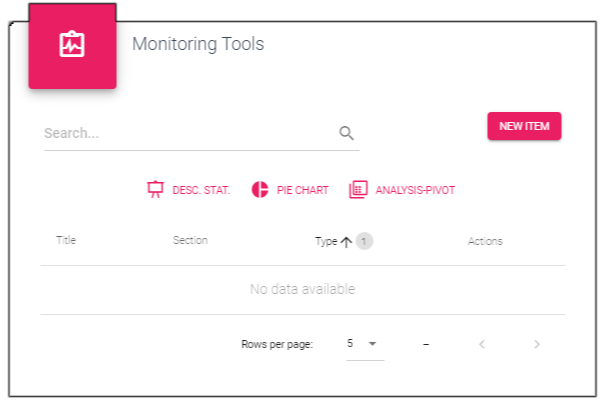 Monitoring Tools
Search...
NEW ITEM
DESC. STAT. PIE CHART ANALYSIS-PIVOT
Title Section Type 1 Actions
No data available
Rows per page: 5 –